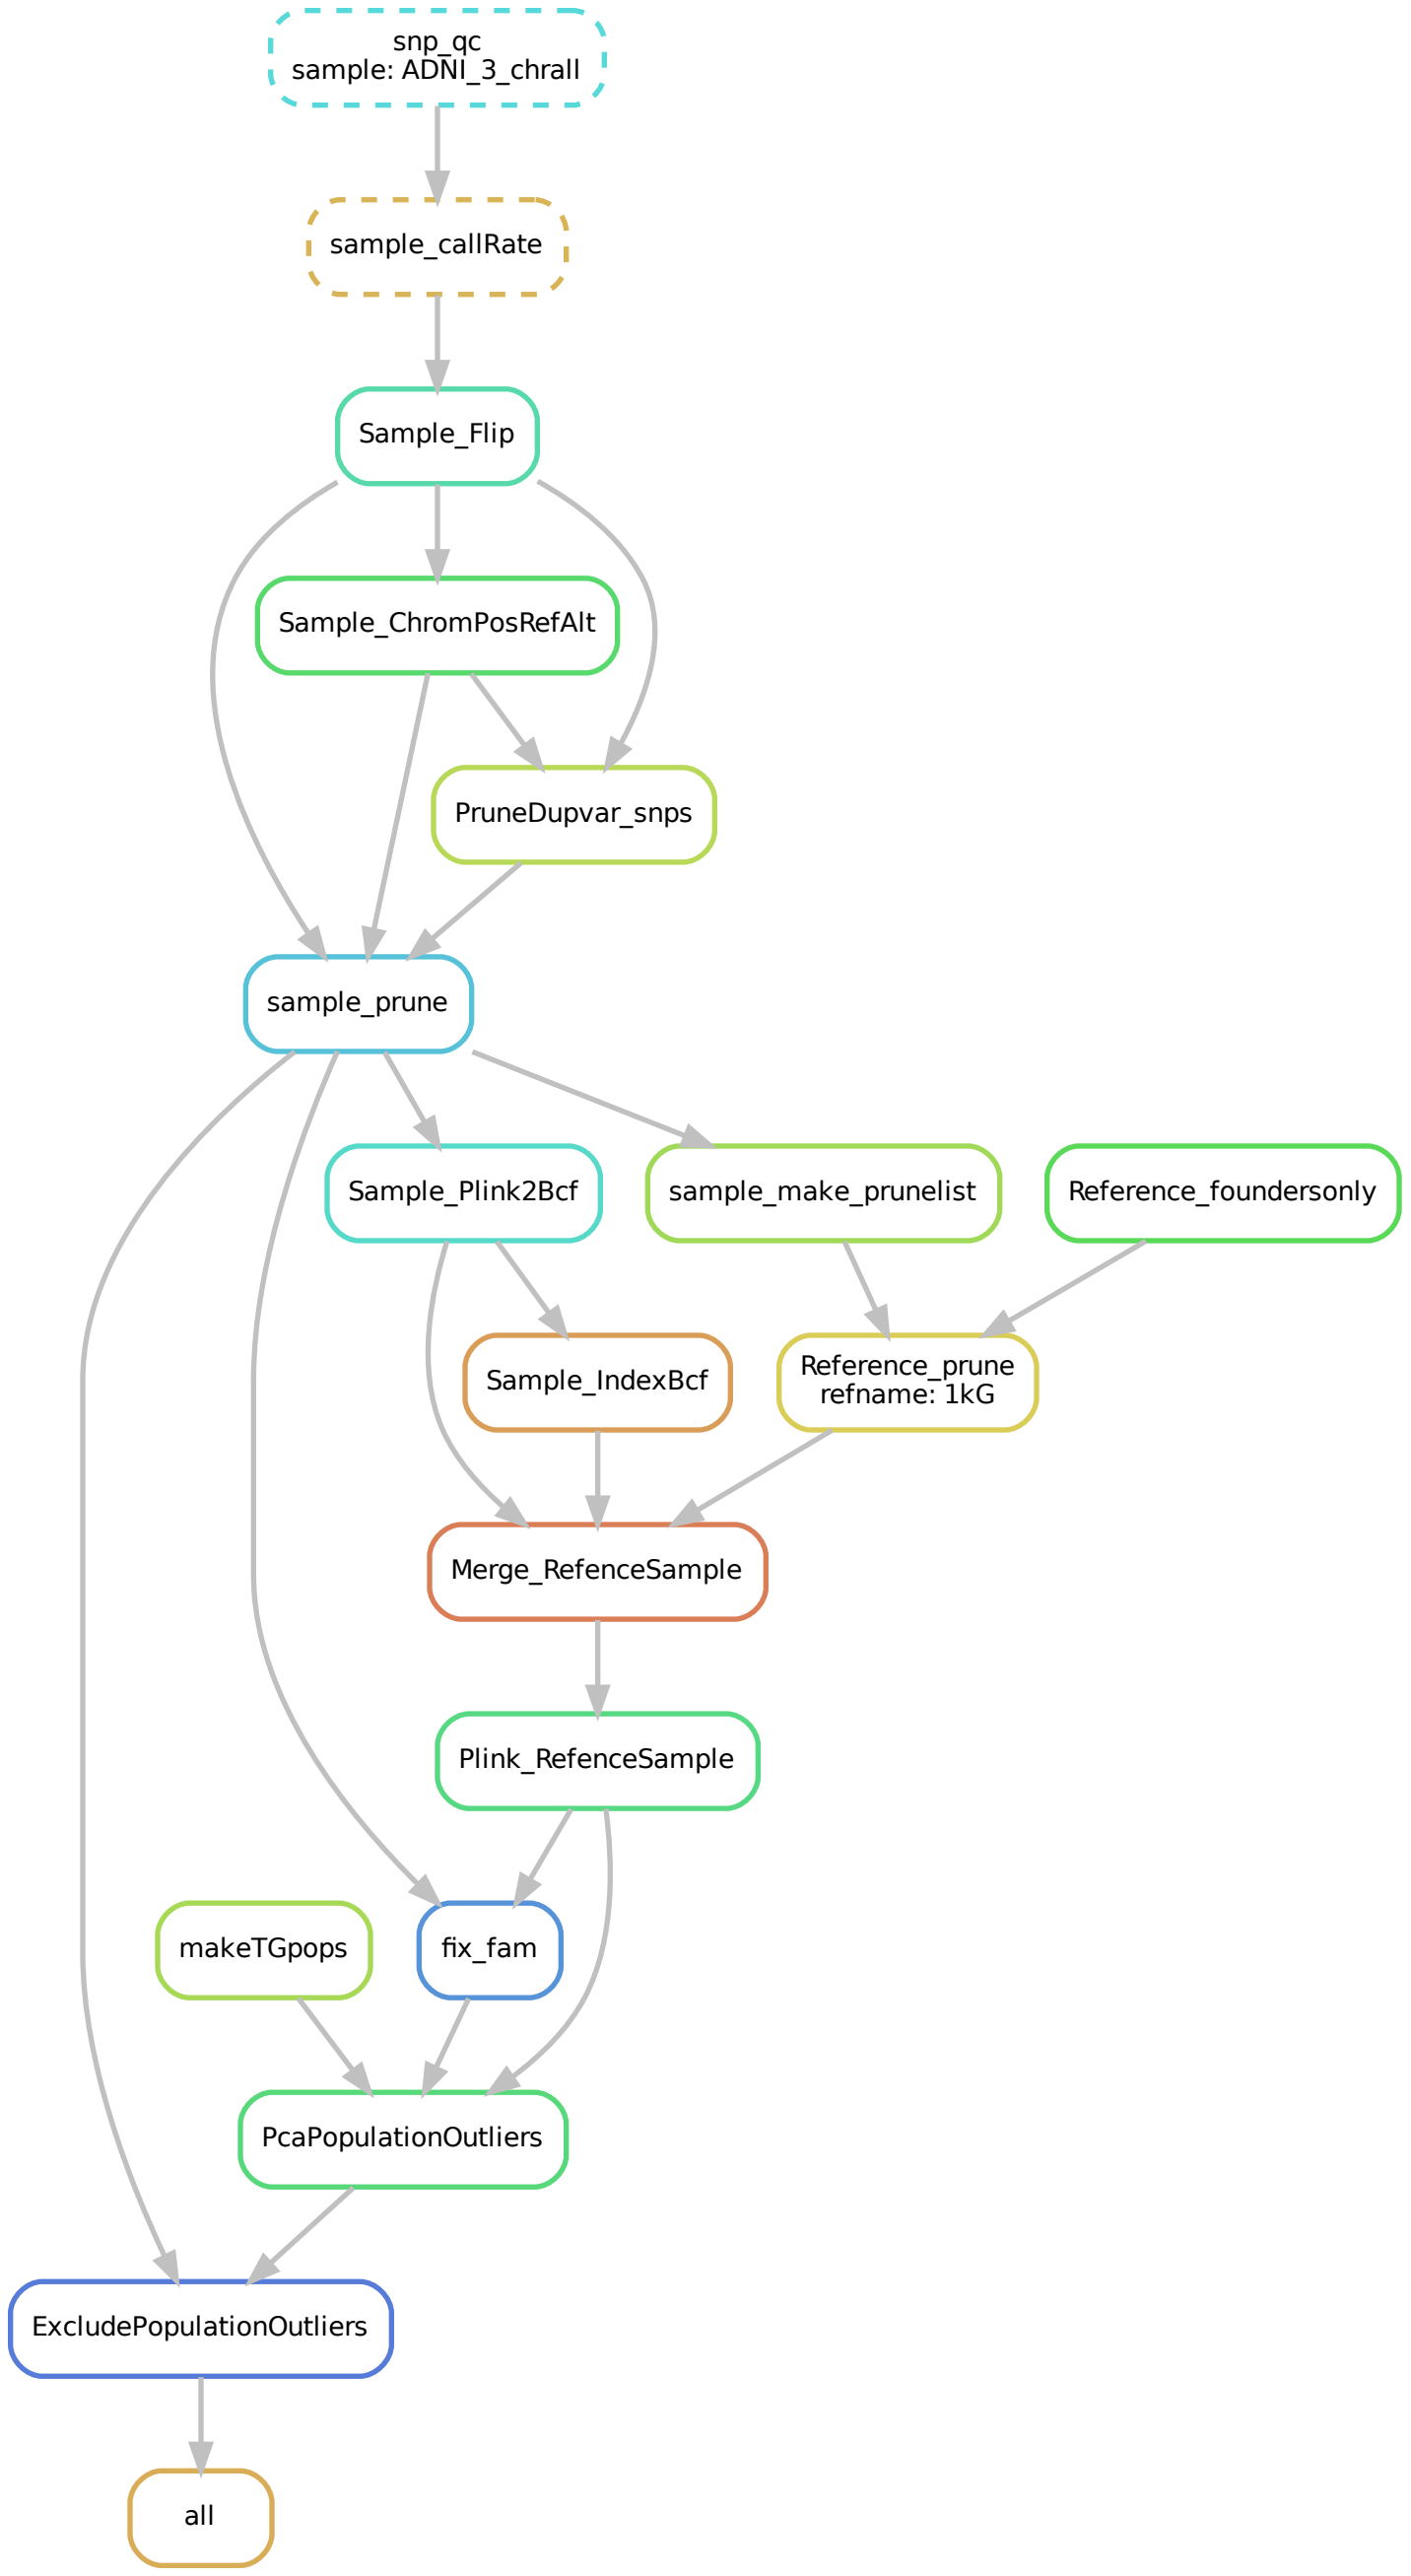 snp_qc
sample: ADNI_3_chrall
sample_callRate
Sample_Flip
Sample_ChromPosRefAlt
PruneDupvar_snps
sample_prune
Sample_Plink2Bcf
sample_make_prunelist
Reference_foundersonly
Sample_IndexBcf
Reference_prune
refname: 1kG
Merge_RefenceSample
Plink_RefenceSample
makeTGpops
fix_fam
PcaPopulationOutliers
ExcludePopulationOutliers
all